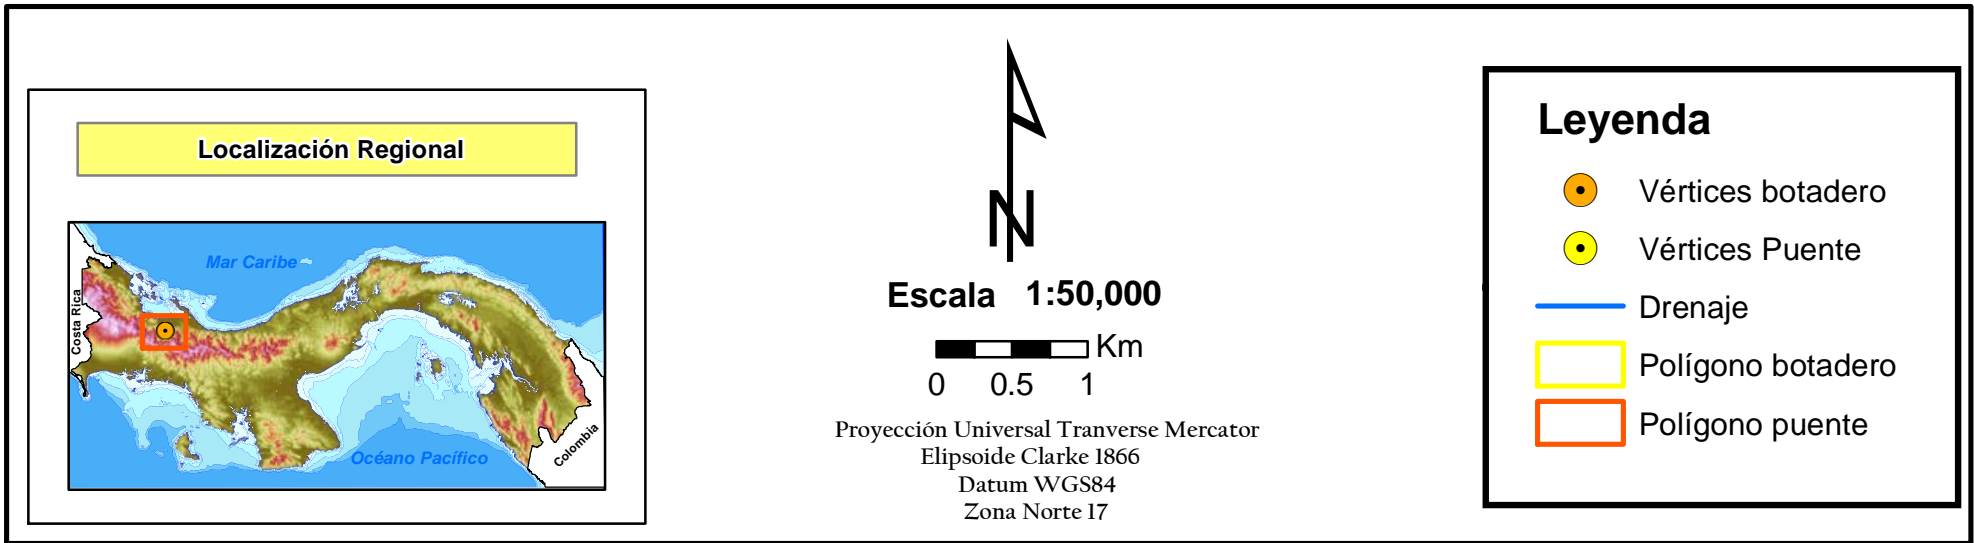 Localización Regional
Mar Caribe
Costa Rica
Océano Pacífico
Colombia
N
Escala 1:50,000
Km
0 0.5 1
Proyección Universal Tranverse Mercator
Elipsoide Clarke 1866
Datum WGS84
Zona Norte 17
Leyenda
Vértices botadero
Vértices Puente
Drenaje
Polígono botadero
Polígono puente